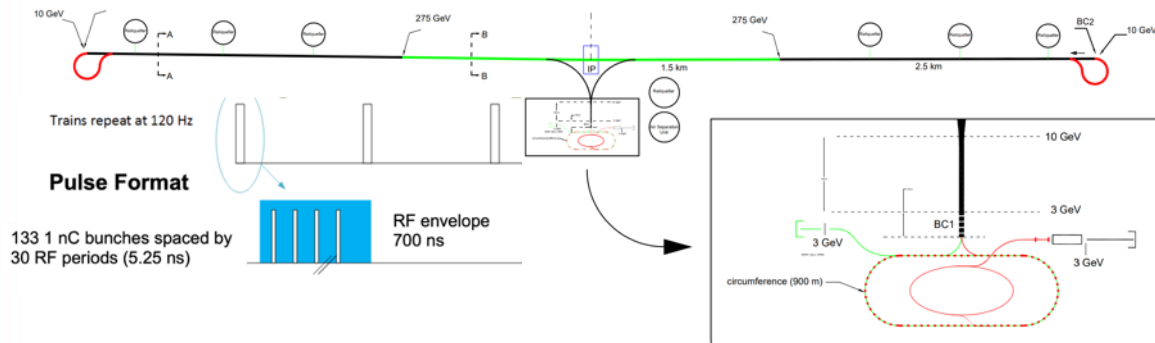 10 GeV
Reliquefier
Reliquefier
Reliquefier
275 GeV
275 GeV
Reliquefier
Reliquefier
Reliquefier
BC2
10 GeV
A
A
B
B
IP
1.5 km
2.5 km
Trains repeat at 120 Hz
Reliquefier
Air Separation
Unit
Pulse Format
RF envelope
700 ns
133 1 nC bunches spaced by
30 RF periods (5.25 ns)
10 GeV
3 GeV
BC1
3 GeV
3 GeV
circumference (900 m)